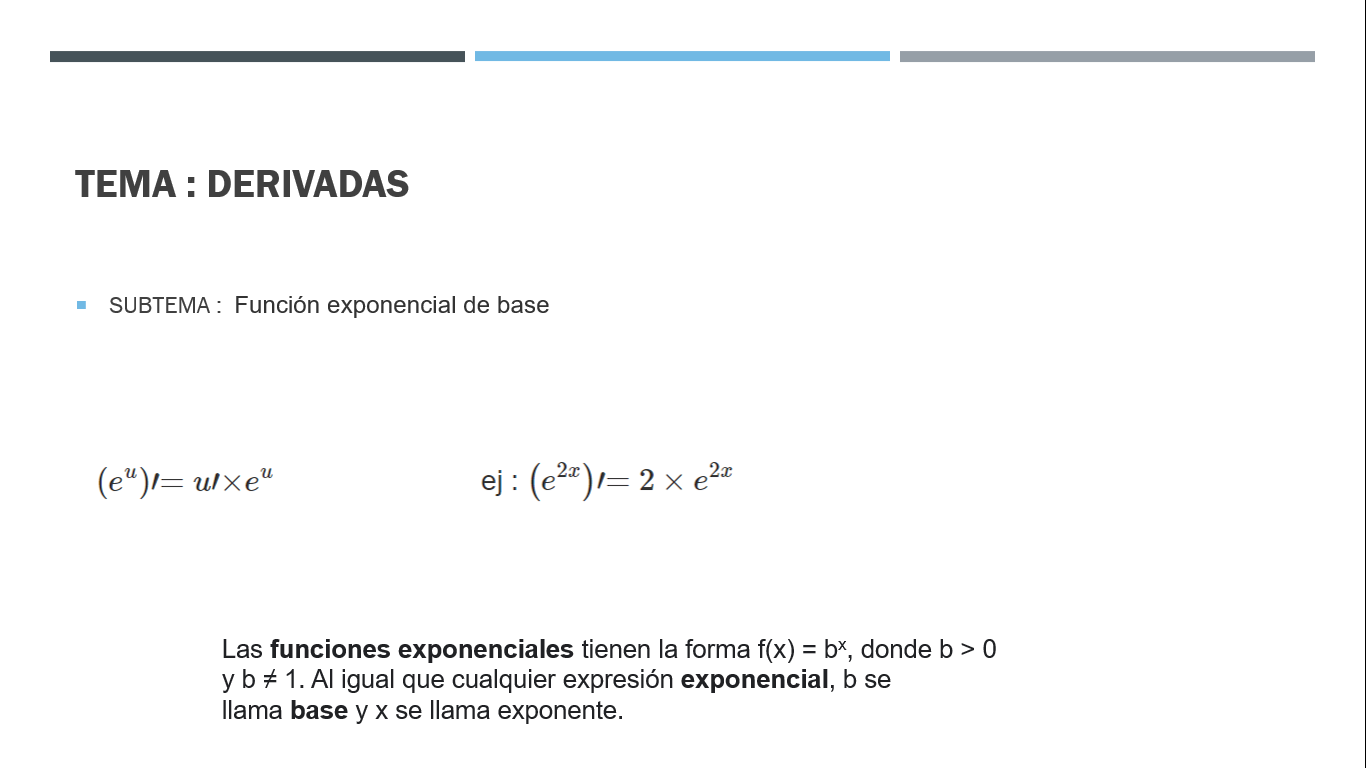 TEMA : DERIVADAS
SUBTEMA : Función exponencial de base
(eᵘ)′= u′×eᵘ
ej : (e²ˣ)′= 2 × e²ˣ
Las funciones exponenciales tienen la forma f(x) = bˣ, donde b > 0
y b ≠ 1. Al igual que cualquier expresión exponencial, b se
llama base y x se llama exponente.